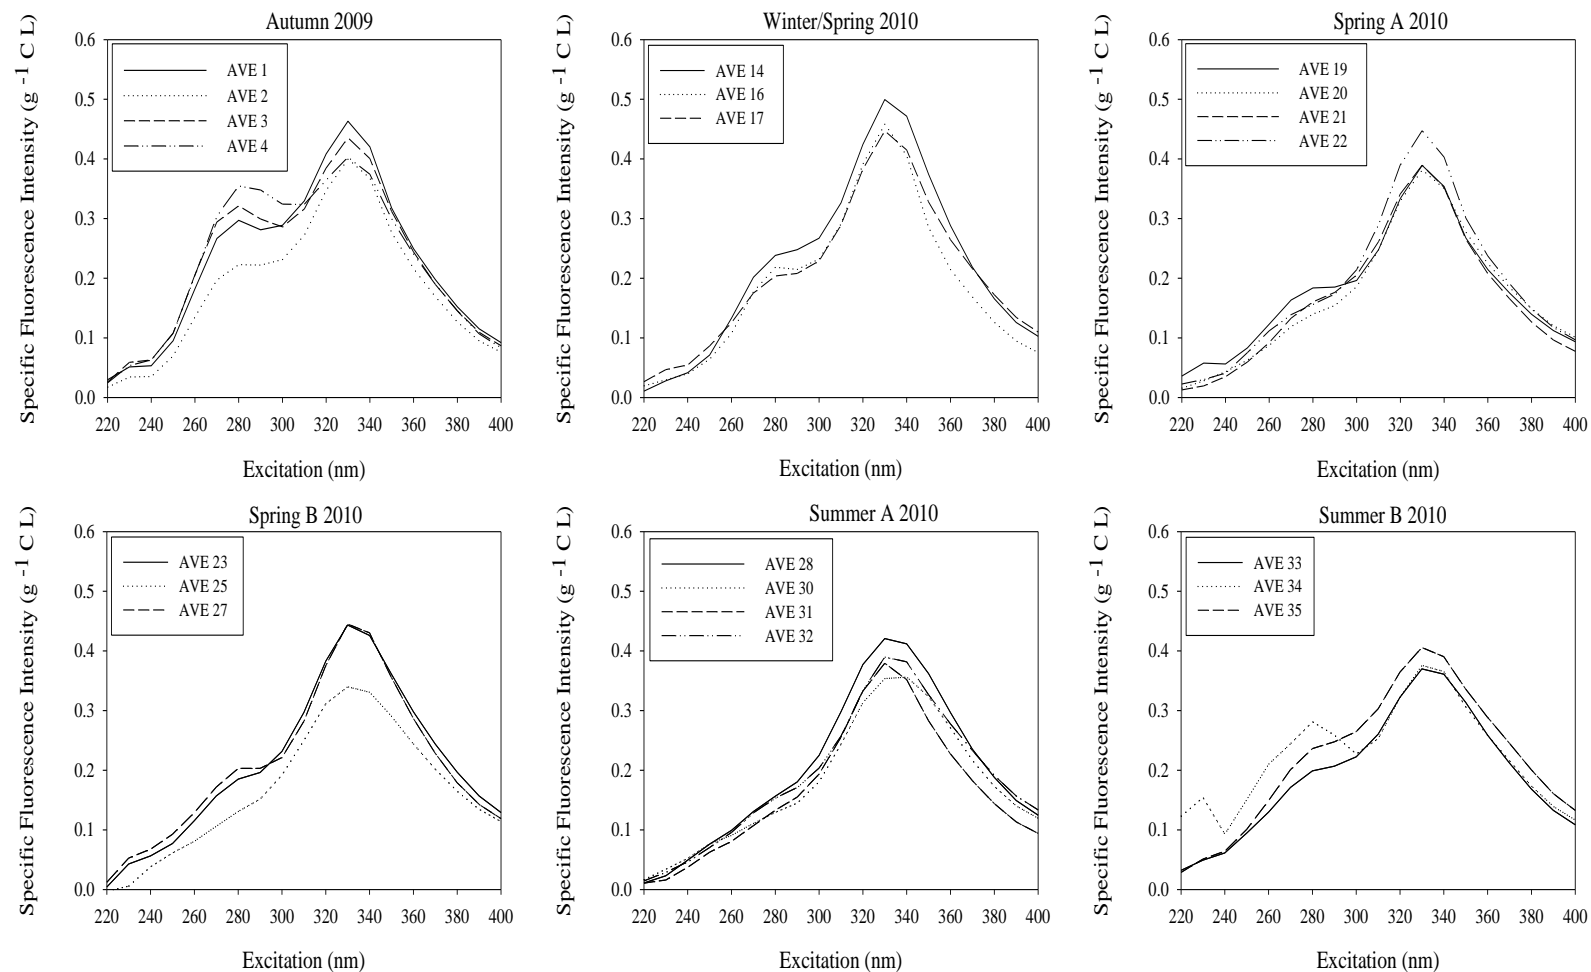 Autumn 2009
Specific Fluorescence Intensity (g -1 C L)
0.6
0.5
0.4
0.3
0.2
0.1
0.0
AVE 1
AVE 2
AVE 3
AVE 4
220 240 260 280 300 320 340 360 380 400
Excitation (nm)
Winter/Spring 2010
Specific Fluorescence Intensity (g -1 C L)
0.6
0.5
0.4
0.3
0.2
0.1
0.0
AVE 14
AVE 16
AVE 17
220 240 260 280 300 320 340 360 380 400
Excitation (nm)
Spring A 2010
Specific Fluorescence Intensity (g -1 C L)
0.6
0.5
0.4
0.3
0.2
0.1
0.0
AVE 19
AVE 20
AVE 21
AVE 22
220 240 260 280 300 320 340 360 380 400
Excitation (nm)
Spring B 2010
Specific Fluorescence Intensity (g -1 C L)
0.6
0.5
0.4
0.3
0.2
0.1
0.0
AVE 23
AVE 25
AVE 27
220 240 260 280 300 320 340 360 380 400
Excitation (nm)
Summer A 2010
Specific Fluorescence Intensity (g -1 C L)
0.6
0.5
0.4
0.3
0.2
0.1
0.0
AVE 28
AVE 30
AVE 31
AVE 32
220 240 260 280 300 320 340 360 380 400
Excitation (nm)
Summer B 2010
Specific Fluorescence Intensity (g -1 C L)
0.6
0.5
0.4
0.3
0.2
0.1
0.0
AVE 33
AVE 34
AVE 35
220 240 260 280 300 320 340 360 380 400
Excitation (nm)